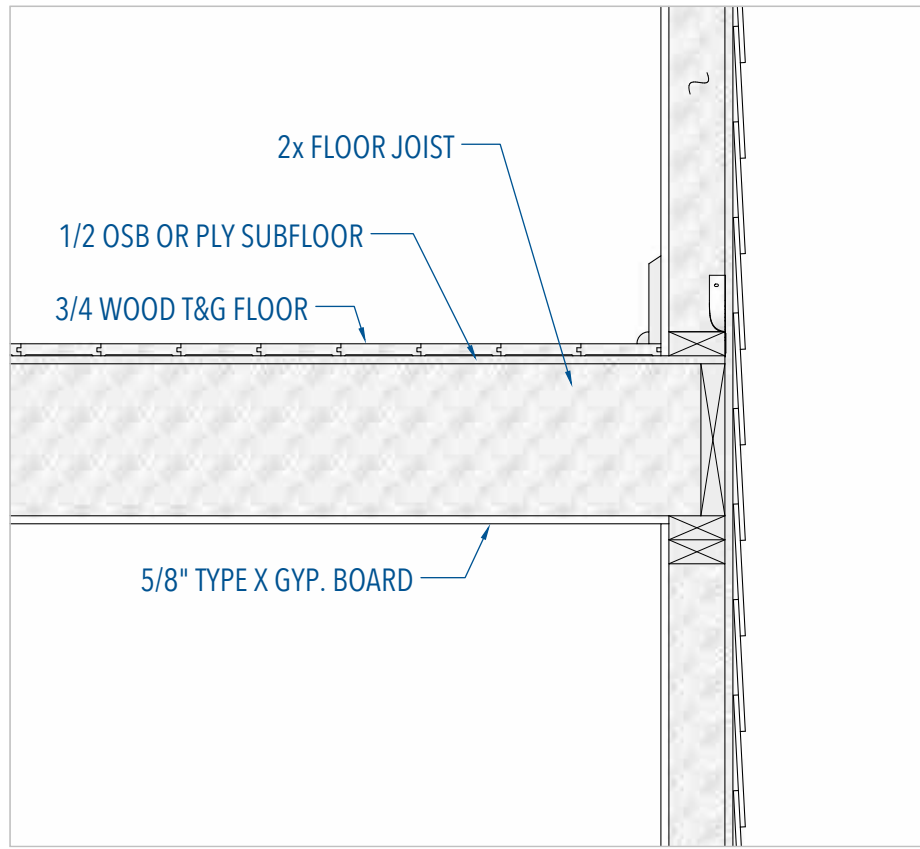 2x FLOOR JOIST
1/2 OSB OR PLY SUBFLOOR
3/4 WOOD T&G FLOOR
5/8" TYPE X GYP. BOARD